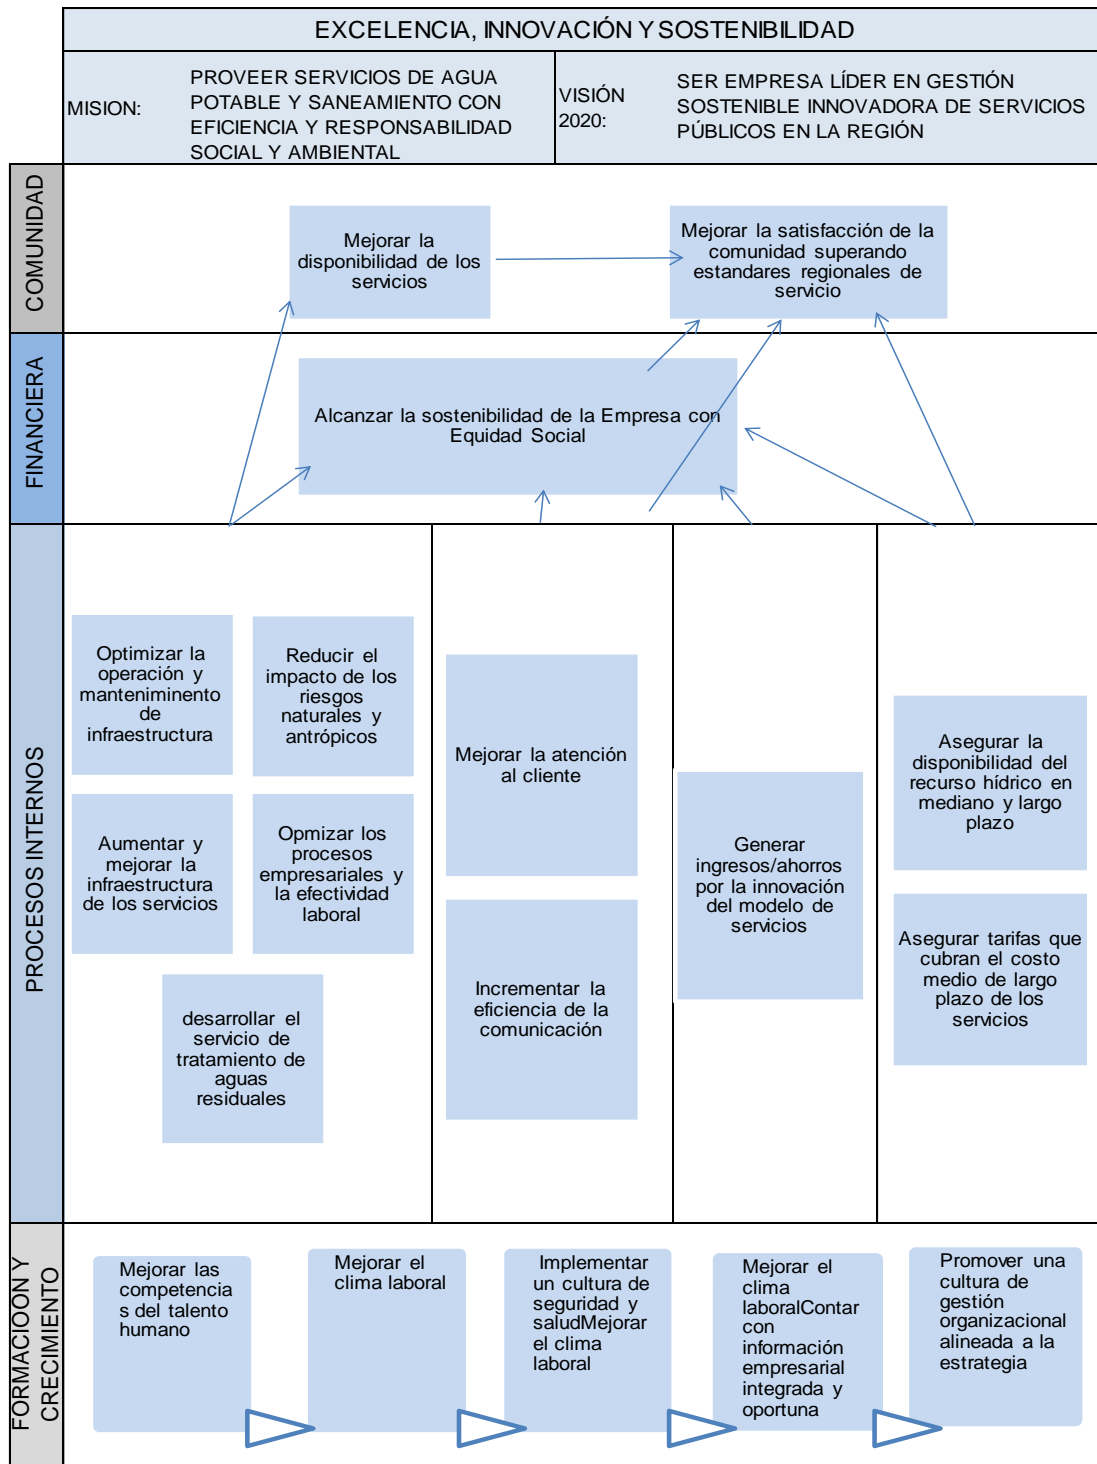 EXCELENCIA, INNOVACIÓN Y SOSTENIBILIDAD
MISION:
PROVEER SERVICIOS DE AGUA
POTABLE Y SANEAMIENTO CON
EFICIENCIA Y RESPONSABILIDAD
SOCIAL Y AMBIENTAL
VISIÓN
2020:
SER EMPRESA LÍDER EN GESTIÓN
SOSTENIBLE INNOVADORA DE SERVICIOS
PÚBLICOS EN LA REGIÓN
COMUNIDAD
Mejorar la
disponibilidad de los
servicios
Mejorar la satisfacción de la
comunidad superando
estandares regionales de
servicio
FINANCIERA
Alcanzar la sostenibilidad de la Empresa con
Equidad Social
PROCESOS INTERNOS
Optimizar la
operación y
manteniminento
de
infraestructura
Reducir el
impacto de los
riesgos
naturales y
antrópicos
Aumentar y
mejorar la
infraestructura
de los servicios
Opmizar los
procesos
empresariales y
la efectividad
laboral
desarrollar el
servicio de
tratamiento de
aguas
residuales
Mejorar la atención
al cliente
Incrementar la
eficiencia de la
comunicación
Generar
ingresos/ahorros
por la innovación
del modelo de
servicios
Asegurar la
disponibilidad del
recurso hídrico en
mediano y largo
plazo
Asegurar tarifas que
cubran el costo
medio de largo
plazo de los
servicios
FORMACIOON Y
CRECIMIENTO
Mejorar las
competencia
s del talento
humano
Mejorar el
clima laboral
Implementar
un cultura de
seguridad y
saludMejorar
el clima
laboral
Mejorar el
clima
laboralContar
con
información
empresarial
integrada y
oportuna
Promover una
cultura de
gestión
organizacional
alineada a la
estrategia